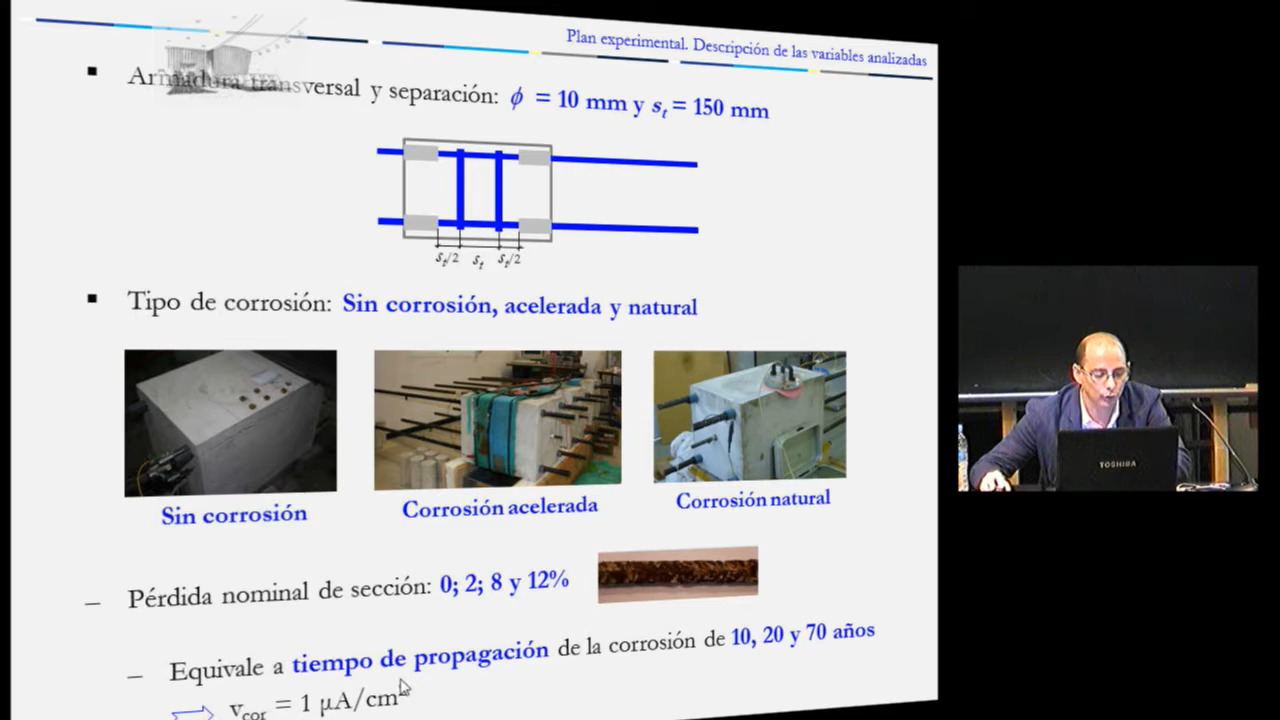 Plan experimental. Descripción de las variables analizadas
▪ Armadura transversal y separación: ϕ = 10 mm y sₜ = 150 mm
sₜ/2 sₜ sₜ/2
▪ Tipo de corrosión: Sin corrosión, acelerada y natural
Sin corrosión Corrosión acelerada Corrosión natural
– Pérdida nominal de sección: 0; 2; 8 y 12%
– Equivale a tiempo de propagación de la corrosión de 10, 20 y 70 años
v_cor = 1 μA/cm²
TOSHIBA